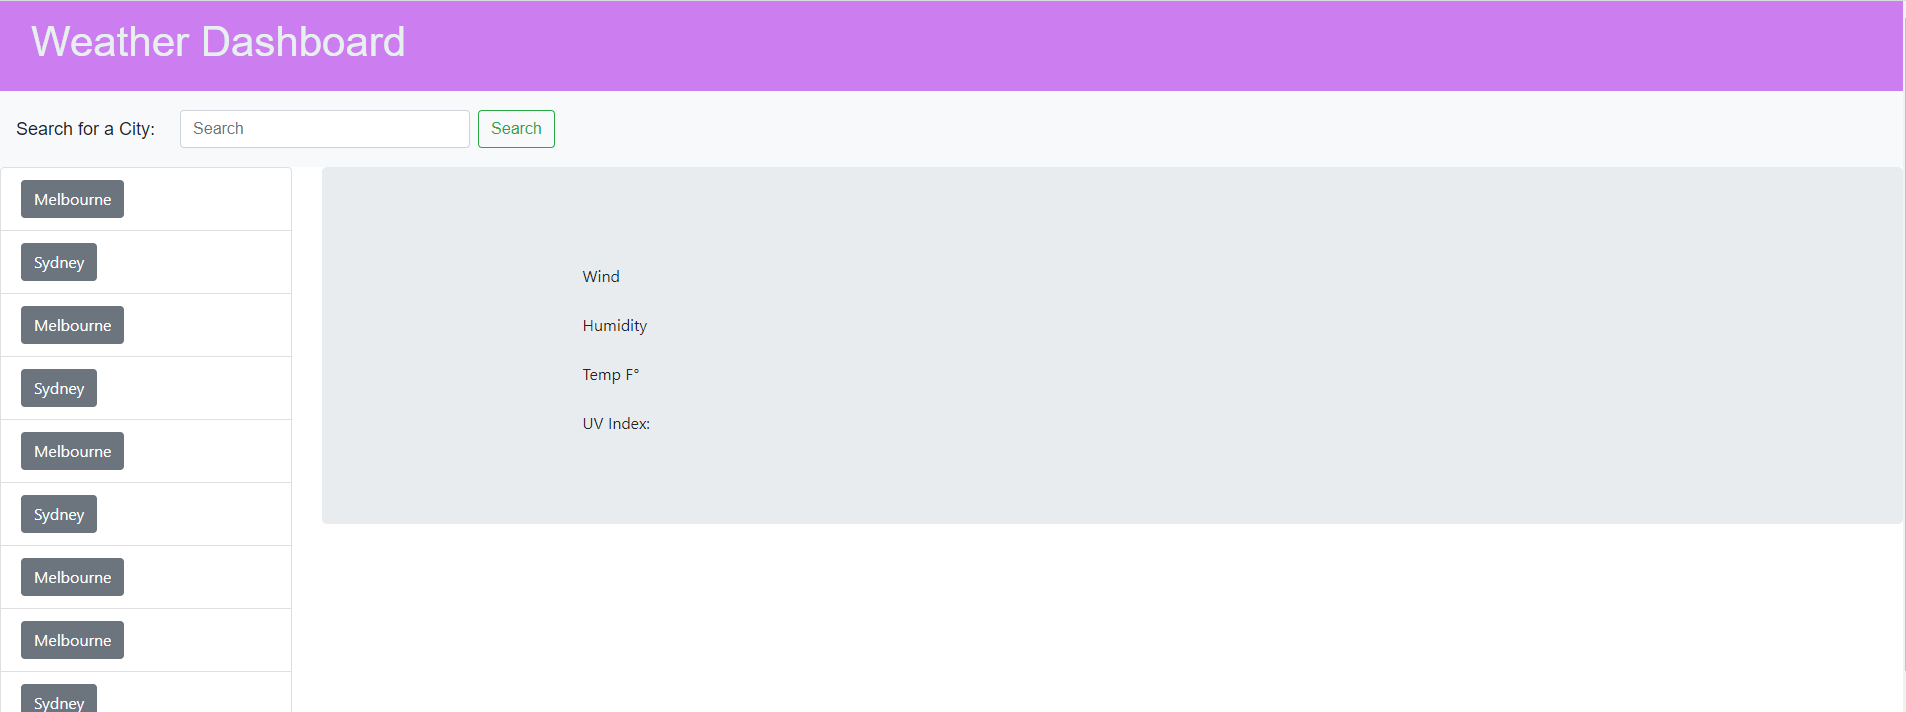 Weather Dashboard
Search for a City: Search Search
Melbourne
Sydney
Melbourne
Sydney
Melbourne
Sydney
Melbourne
Melbourne
Sydney
Wind
Humidity
Temp F°
UV Index: